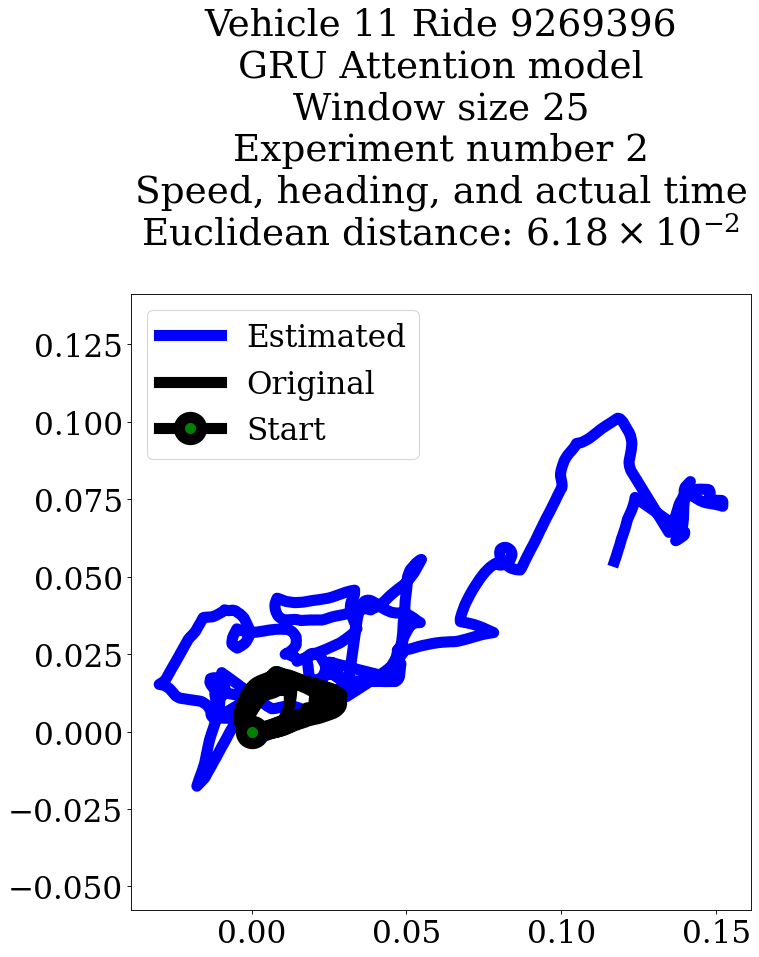 Vehicle 11 Ride 9269396
GRU Attention model
Window size 25
Experiment number 2
Speed, heading, and actual time
Euclidean distance: 6.18 × 10⁻²
Estimated
Original
Start
0.125
0.100
0.075
0.050
0.025
0.000
−0.025
−0.050
0.00 0.05 0.10 0.15